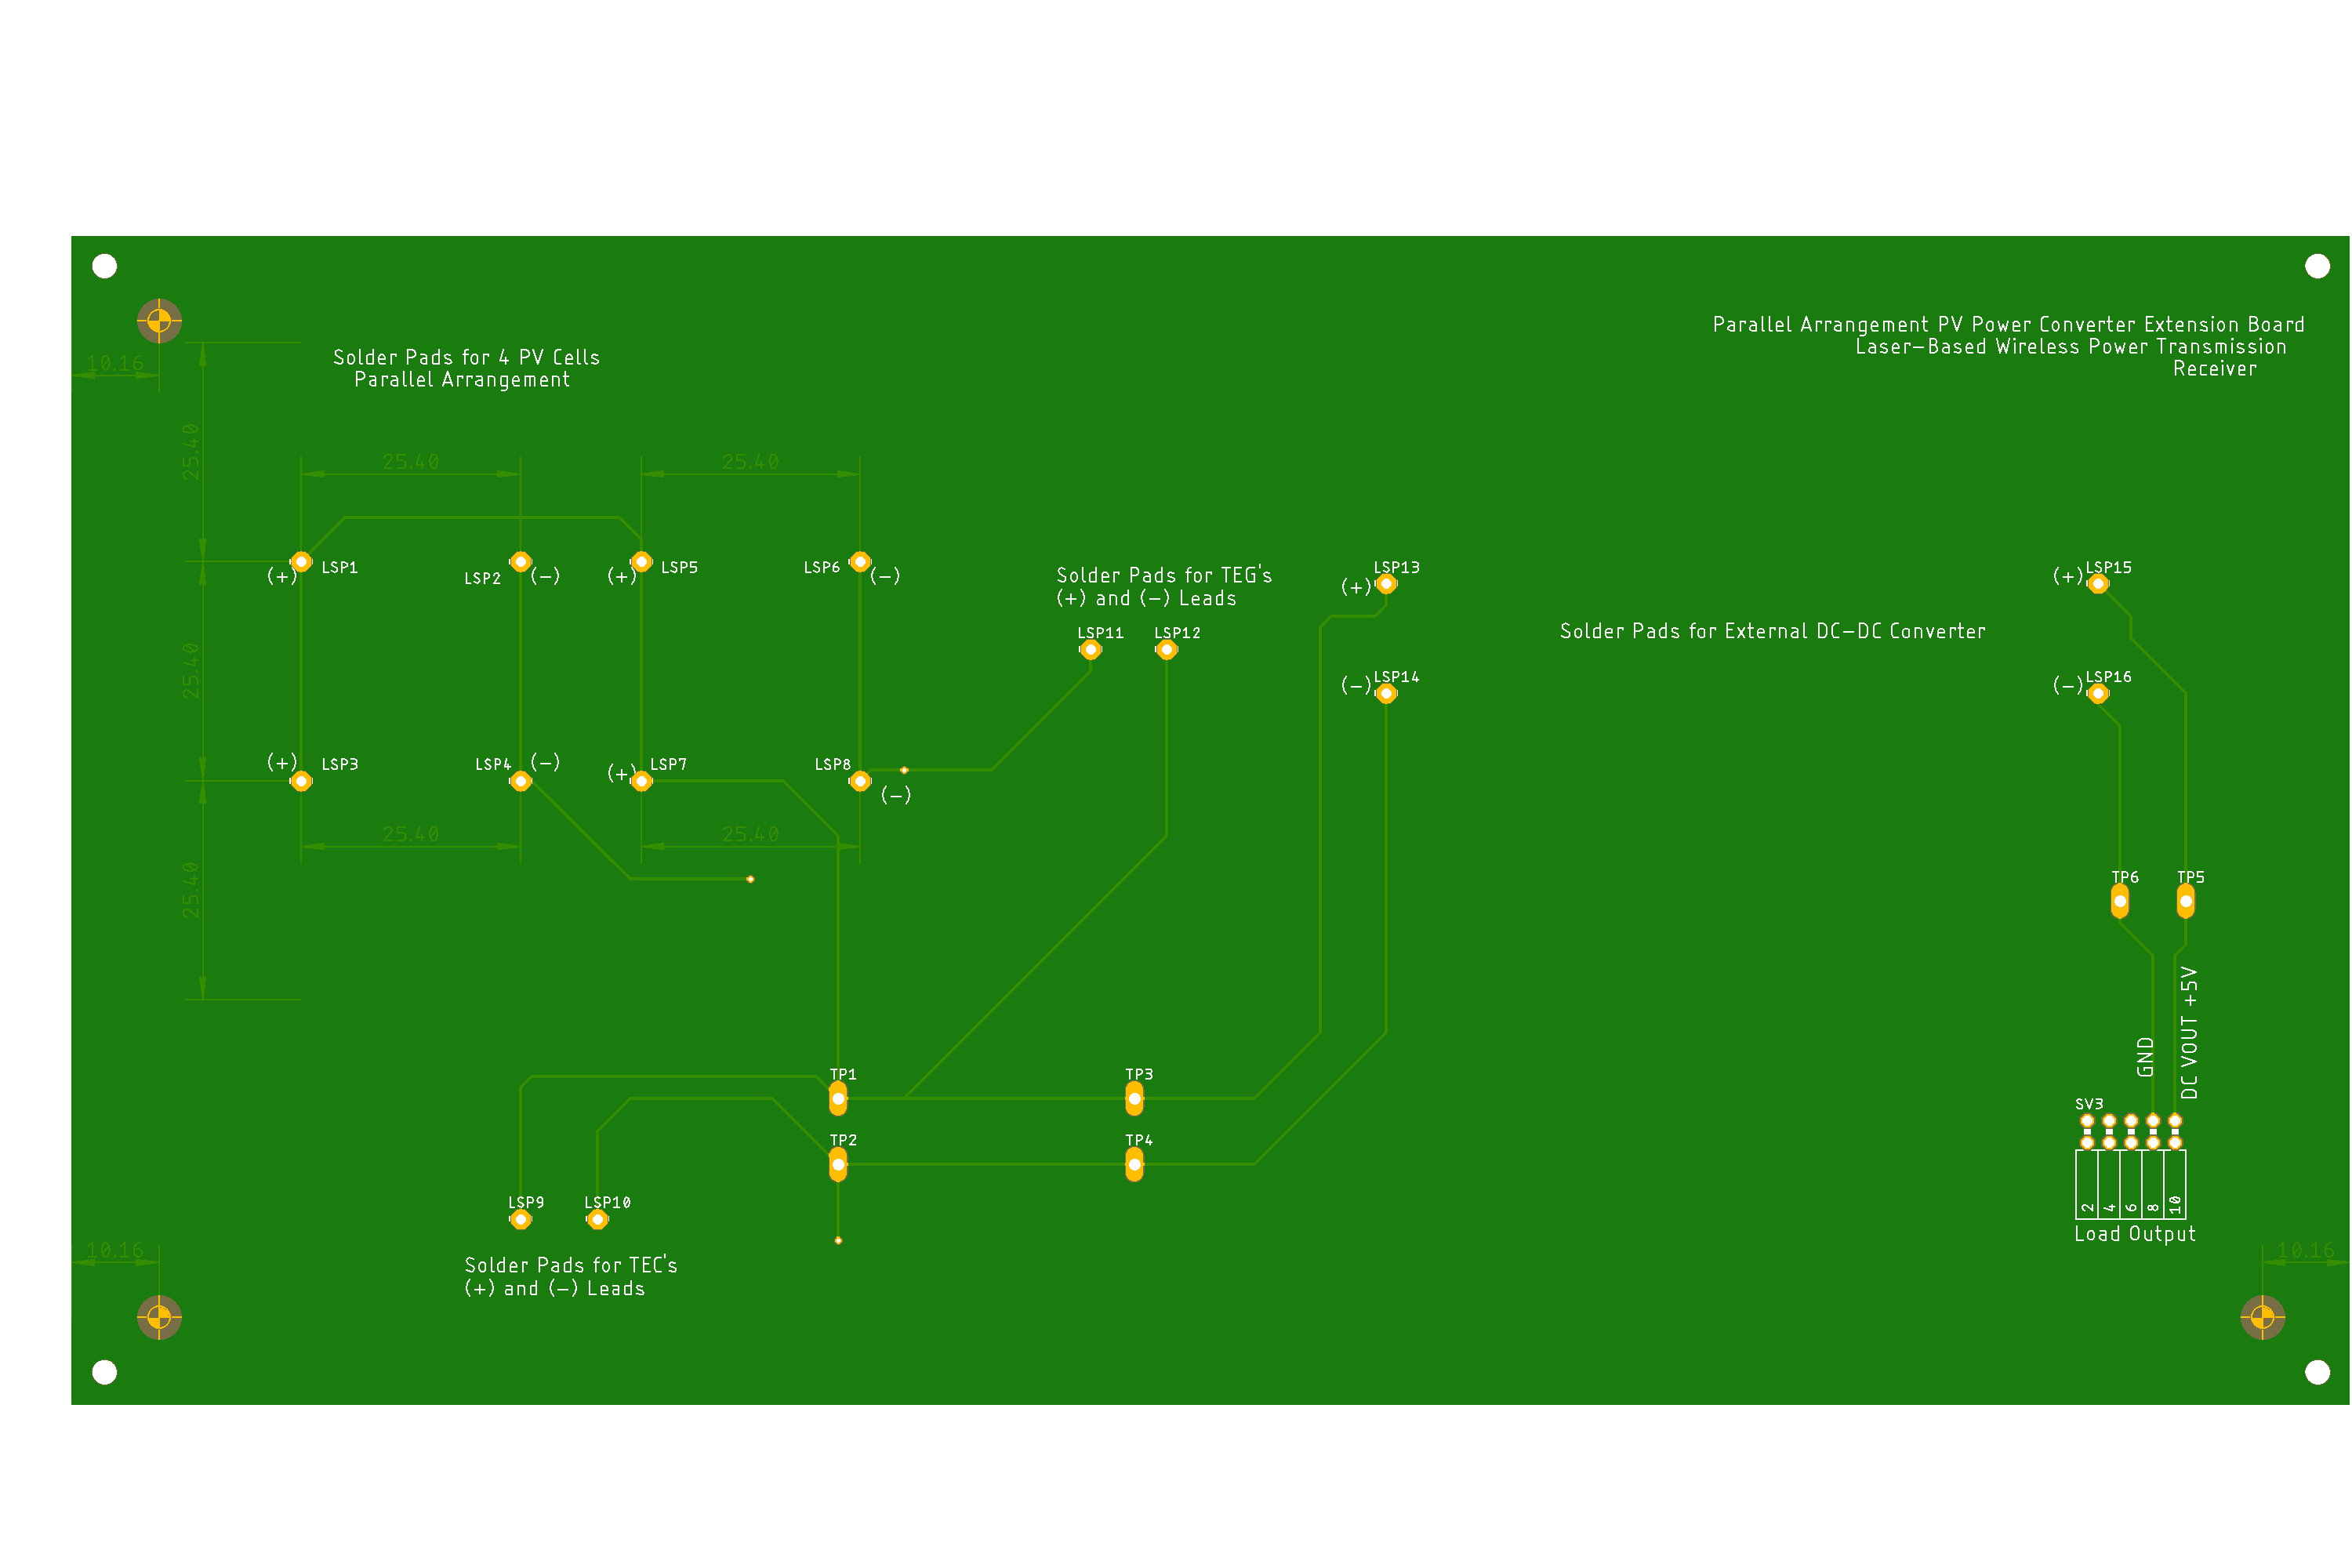 Parallel Arrangement PV Power Converter Extension Board
Laser-Based Wireless Power Transmission
Receiver
Solder Pads for 4 PV Cells
Parallel Arrangement
10.16
25.40
25.40 25.40
LSP1 LSP2 LSP5 LSP6
(+) (-) (+) (-)
Solder Pads for TEG's
(+) and (-) Leads
LSP11 LSP12
LSP13
(+)
LSP14
(-)
Solder Pads for External DC-DC Converter
LSP15
(+)
LSP16
(-)
25.40
(+) LSP3 LSP4 (-) (+) LSP7 LSP8 (-)
25.40 25.40
25.40
TP6 TP5
GND
DC VOUT +5V
TP1 TP3
TP2 TP4
SV3
2 4 6 8 10
Load Output
LSP9 LSP10
Solder Pads for TEC's
(+) and (-) Leads
10.16 10.16